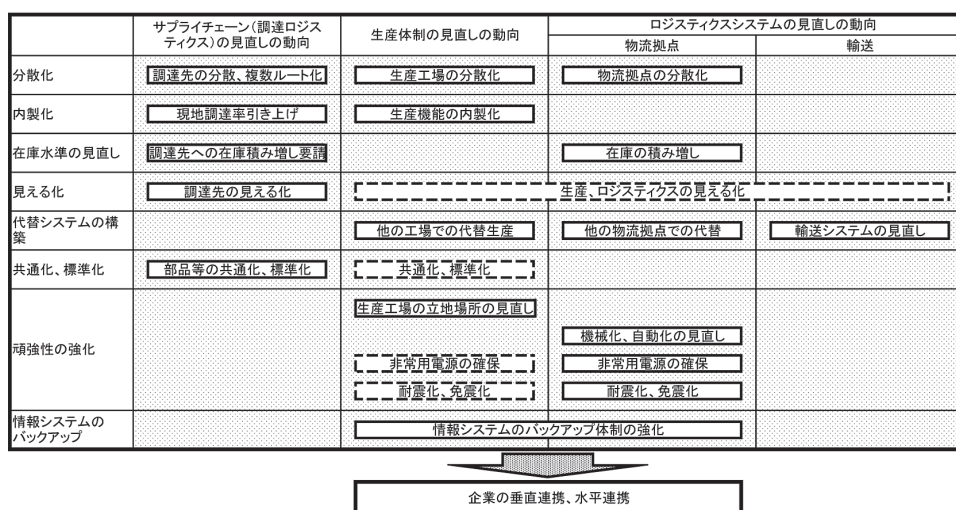 サプライチェーン(調達ロジス
ティクス)の見直しの動向
生産体制の見直しの動向
ロジスティクスシステムの見直しの動向
物流拠点
輸送
分散化
調達先の分散、複数ルート化
生産工場の分散化
物流拠点の分散化
内製化
現地調達率引き上げ
生産機能の内製化
在庫水準の見直し
調達先への在庫積み増し要請
在庫の積み増し
見える化
調達先の見える化
生産、ロジスティクスの見える化
代替システムの構
築
他の工場での代替生産
他の物流拠点での代替
輸送システムの見直し
共通化、標準化
部品等の共通化、標準化
共通化、標準化
頑強性の強化
生産工場の立地場所の見直し
機械化、自動化の見直し
非常用電源の確保
非常用電源の確保
耐震化、免震化
耐震化、免震化
情報システムの
バックアップ
情報システムのバックアップ体制の強化
企業の垂直連携、水平連携